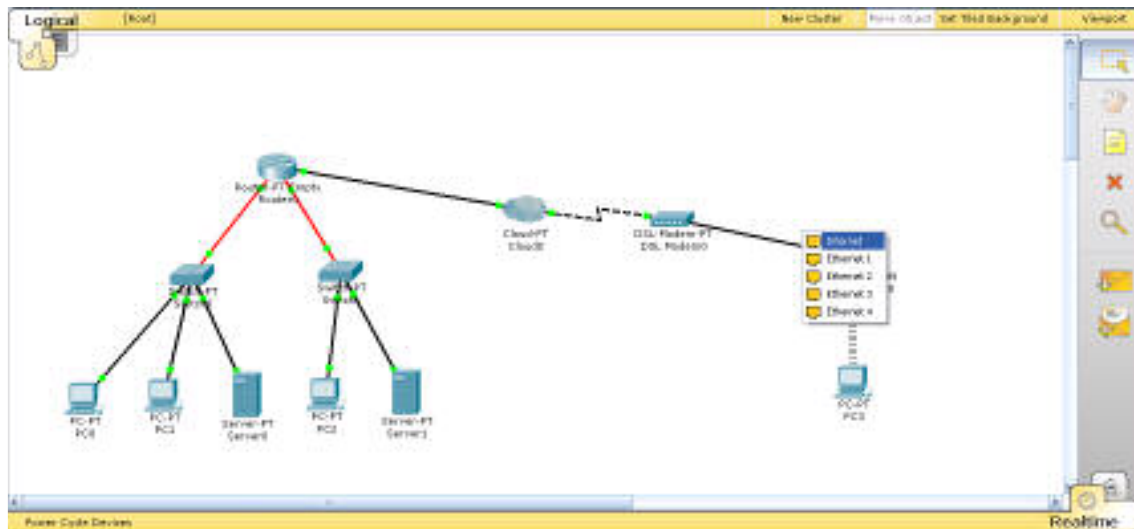 Logical
[Root]
New Cluster
Move Object
Set Tiled Background
Viewport
Router-PT-Empty
Cloud-PT
Cloud0
DSL-Modem-PT
DSL Modem0
Internet
Ethernet 1
Ethernet 2
Ethernet 3
Ethernet 4
PC-PT
PC0
PC-PT
PC1
Server-PT
Server0
PC-PT
PC2
Server-PT
Server1
PC-PT
PC3
Power Cycle Devices
Realtime